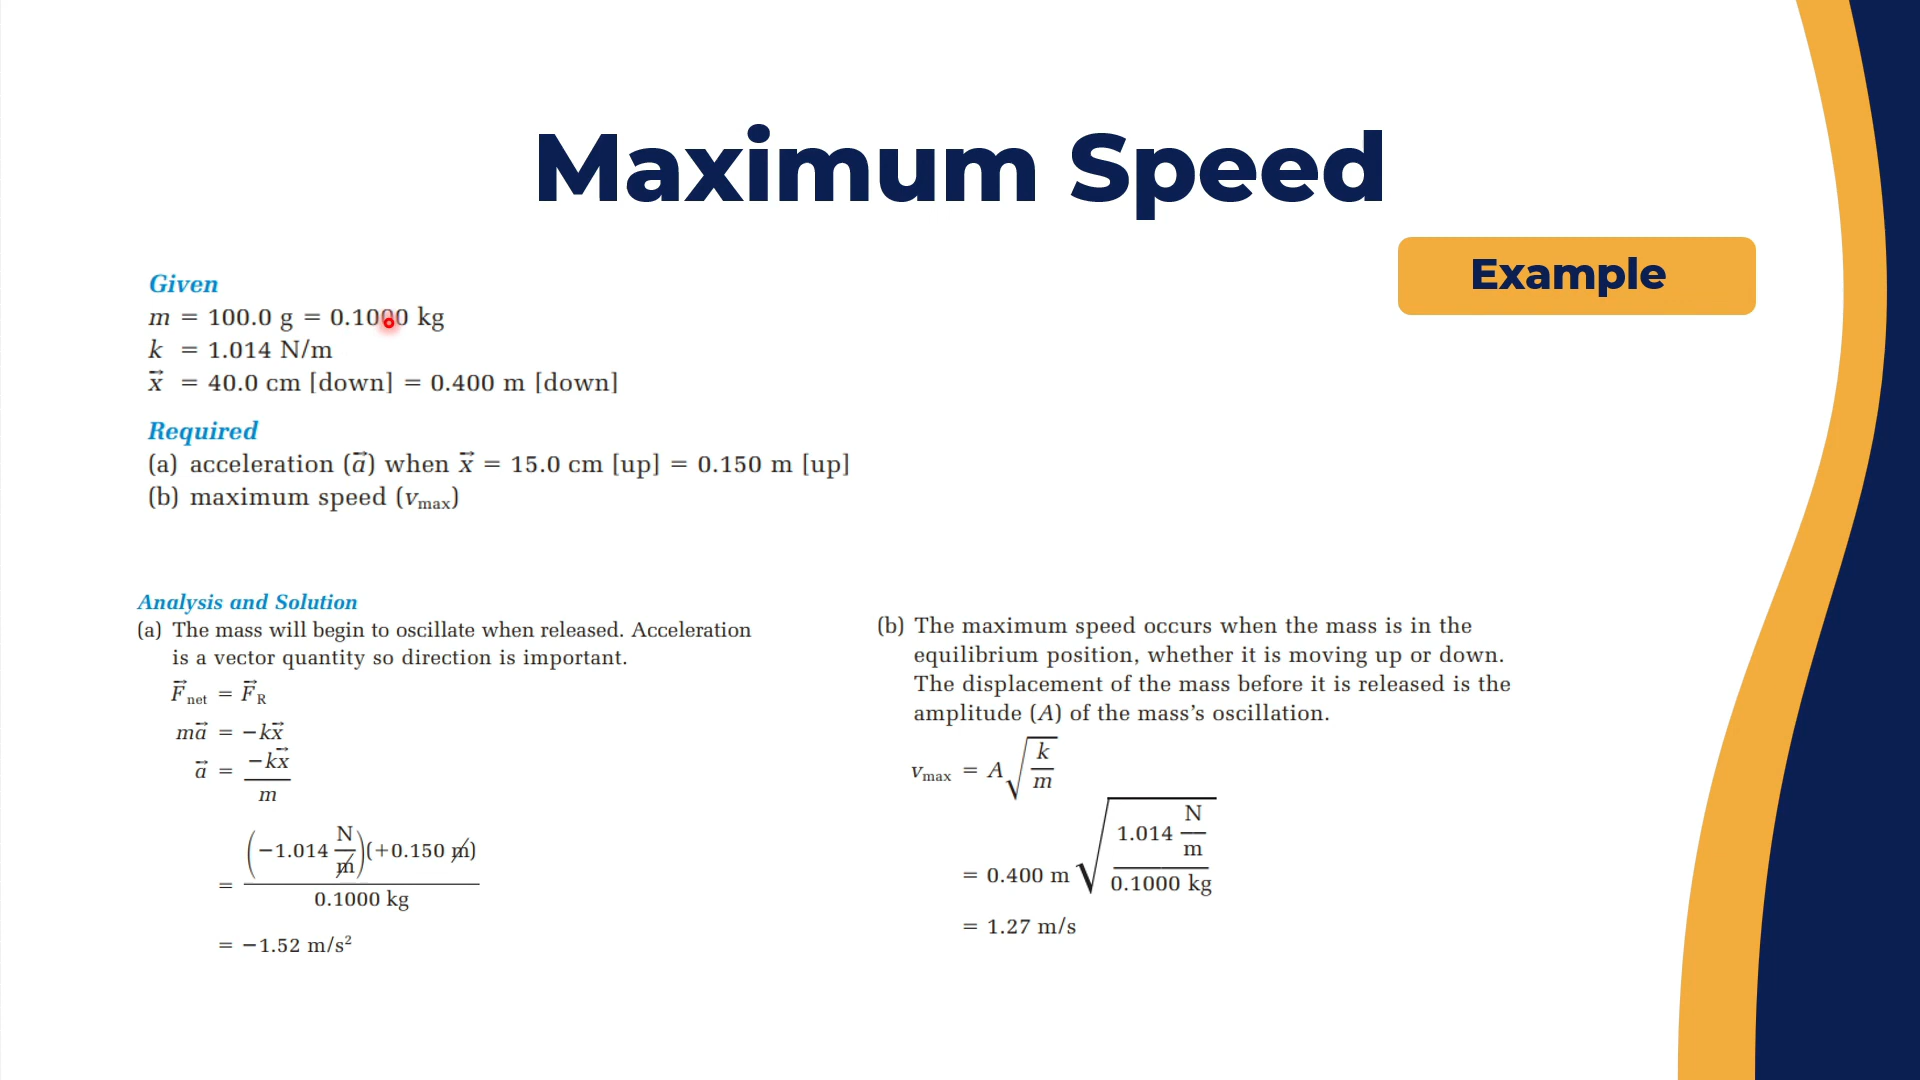 Maximum Speed
Example
Given
m = 100.0 g = 0.1000 kg
k = 1.014 N/m
x⃗ = 40.0 cm [down] = 0.400 m [down]
Required
(a) acceleration (a⃗) when x⃗ = 15.0 cm [up] = 0.150 m [up]
(b) maximum speed (vmax)
Analysis and Solution
(a) The mass will begin to oscillate when released. Acceleration
is a vector quantity so direction is important.
F⃗net = F⃗R
ma⃗ = −kx⃗
a⃗ = −kx⃗/m
= (−1.014 N/m)(+0.150 m)/0.1000 kg
= −1.52 m/s²
(b) The maximum speed occurs when the mass is in the
equilibrium position, whether it is moving up or down.
The displacement of the mass before it is released is the
amplitude (A) of the mass’s oscillation.
vmax = A√(k/m)
= 0.400 m √(1.014 N/m / 0.1000 kg)
= 1.27 m/s